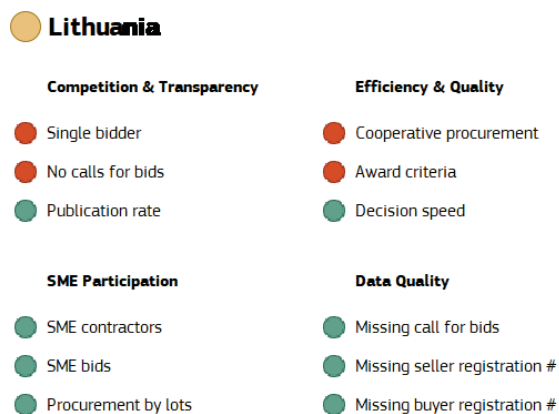 Lithuania
Competition & Transparency
Single bidder
No calls for bids
Publication rate
Efficiency & Quality
Cooperative procurement
Award criteria
Decision speed
SME Participation
SME contractors
SME bids
Procurement by lots
Data Quality
Missing call for bids
Missing seller registration #
Missing buyer registration #